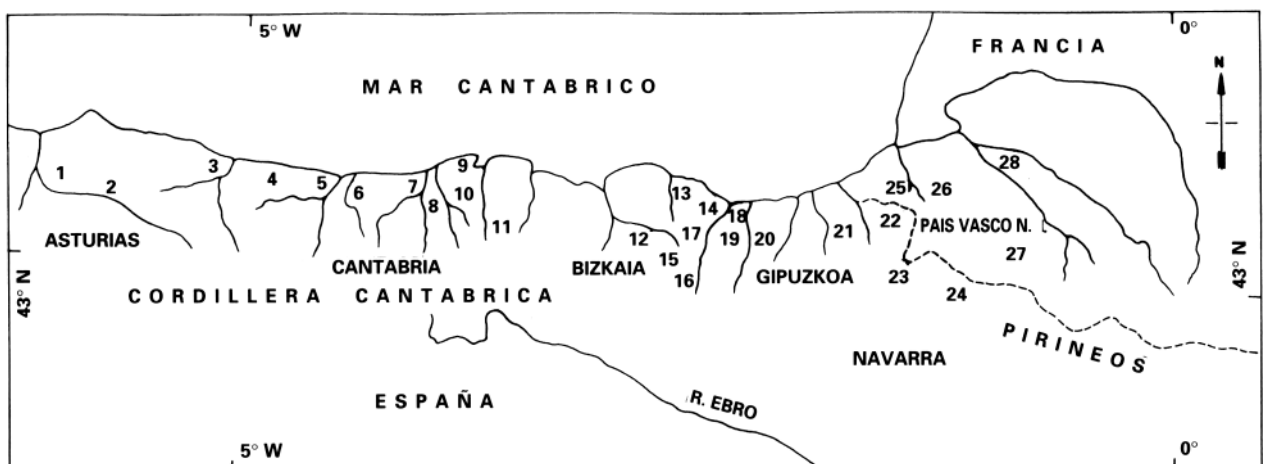 5° W
0°
FRANCIA
N
MAR CANTABRICO
1
2
3
4
5
6
7
8
9
10
11
12
13
14
15
16
17
18
19
20
21
22
23
24
25
26
27
28
ASTURIAS
CANTABRIA
BIZKAIA
GIPUZKOA
PAIS VASCO N.
43° N
43° N
CORDILLERA CANTABRICA
PIRINEOS
NAVARRA
ESPAÑA
R. EBRO
5° W
0°